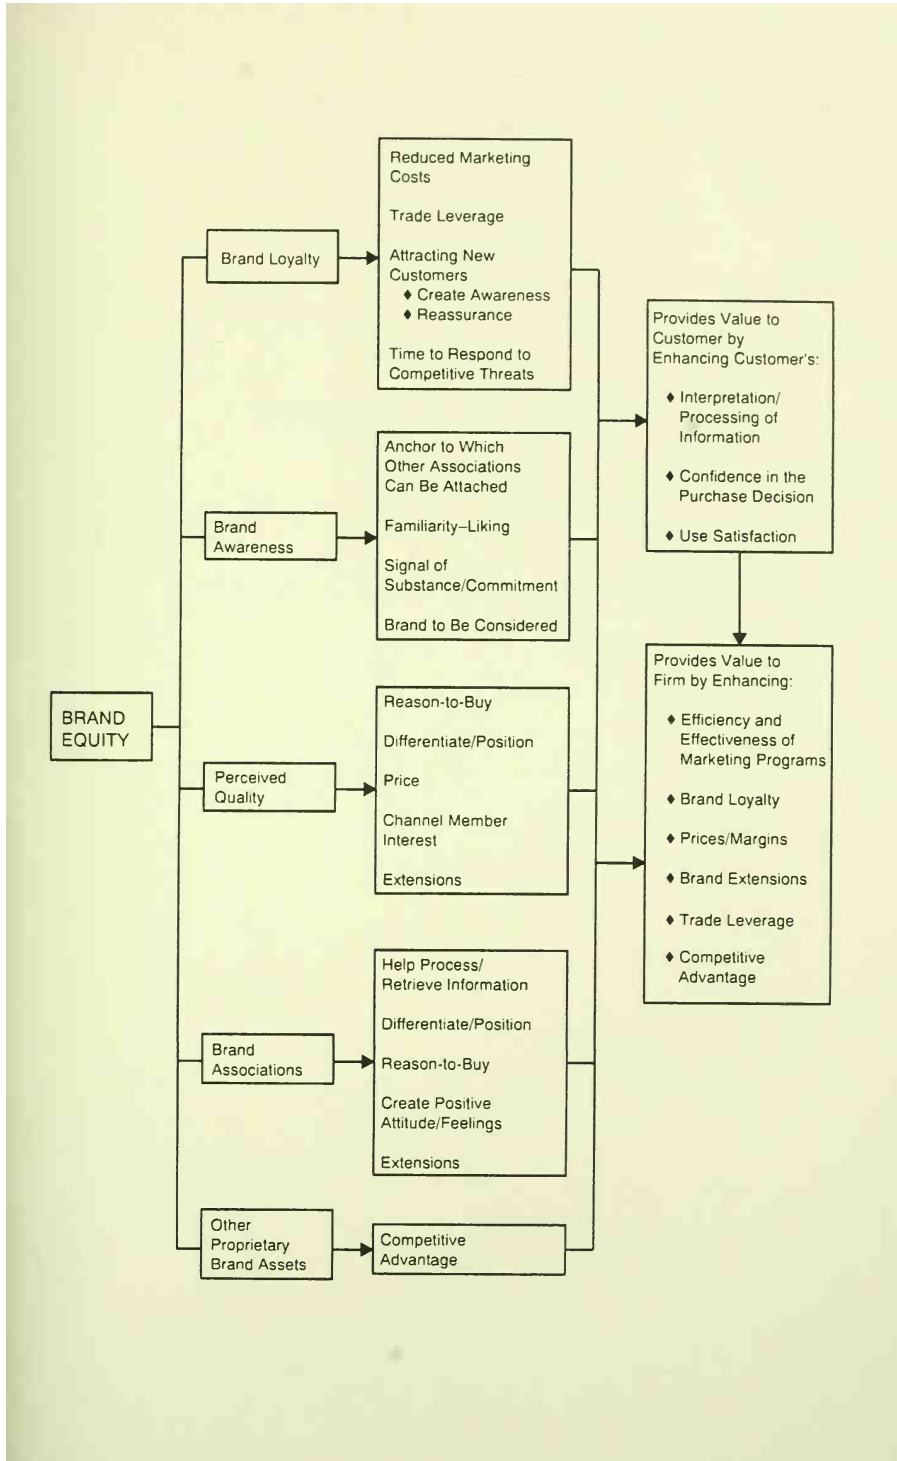 BRAND
EQUITY
Brand Loyalty
Reduced Marketing
Costs
Trade Leverage
Attracting New
Customers
♦ Create Awareness
♦ Reassurance
Time to Respond to
Competitive Threats
Brand
Awareness
Anchor to Which
Other Associations
Can Be Attached
Familiarity–Liking
Signal of
Substance/Commitment
Brand to Be Considered
Perceived
Quality
Reason-to-Buy
Differentiate/Position
Price
Channel Member
Interest
Extensions
Brand
Associations
Help Process/
Retrieve Information
Differentiate/Position
Reason-to-Buy
Create Positive
Attitude/Feelings
Extensions
Other
Proprietary
Brand Assets
Competitive
Advantage
Provides Value to
Customer by
Enhancing Customer's:
♦ Interpretation/
Processing of
Information
♦ Confidence in the
Purchase Decision
♦ Use Satisfaction
Provides Value to
Firm by Enhancing:
♦ Efficiency and
Effectiveness of
Marketing Programs
♦ Brand Loyalty
♦ Prices/Margins
♦ Brand Extensions
♦ Trade Leverage
♦ Competitive
Advantage